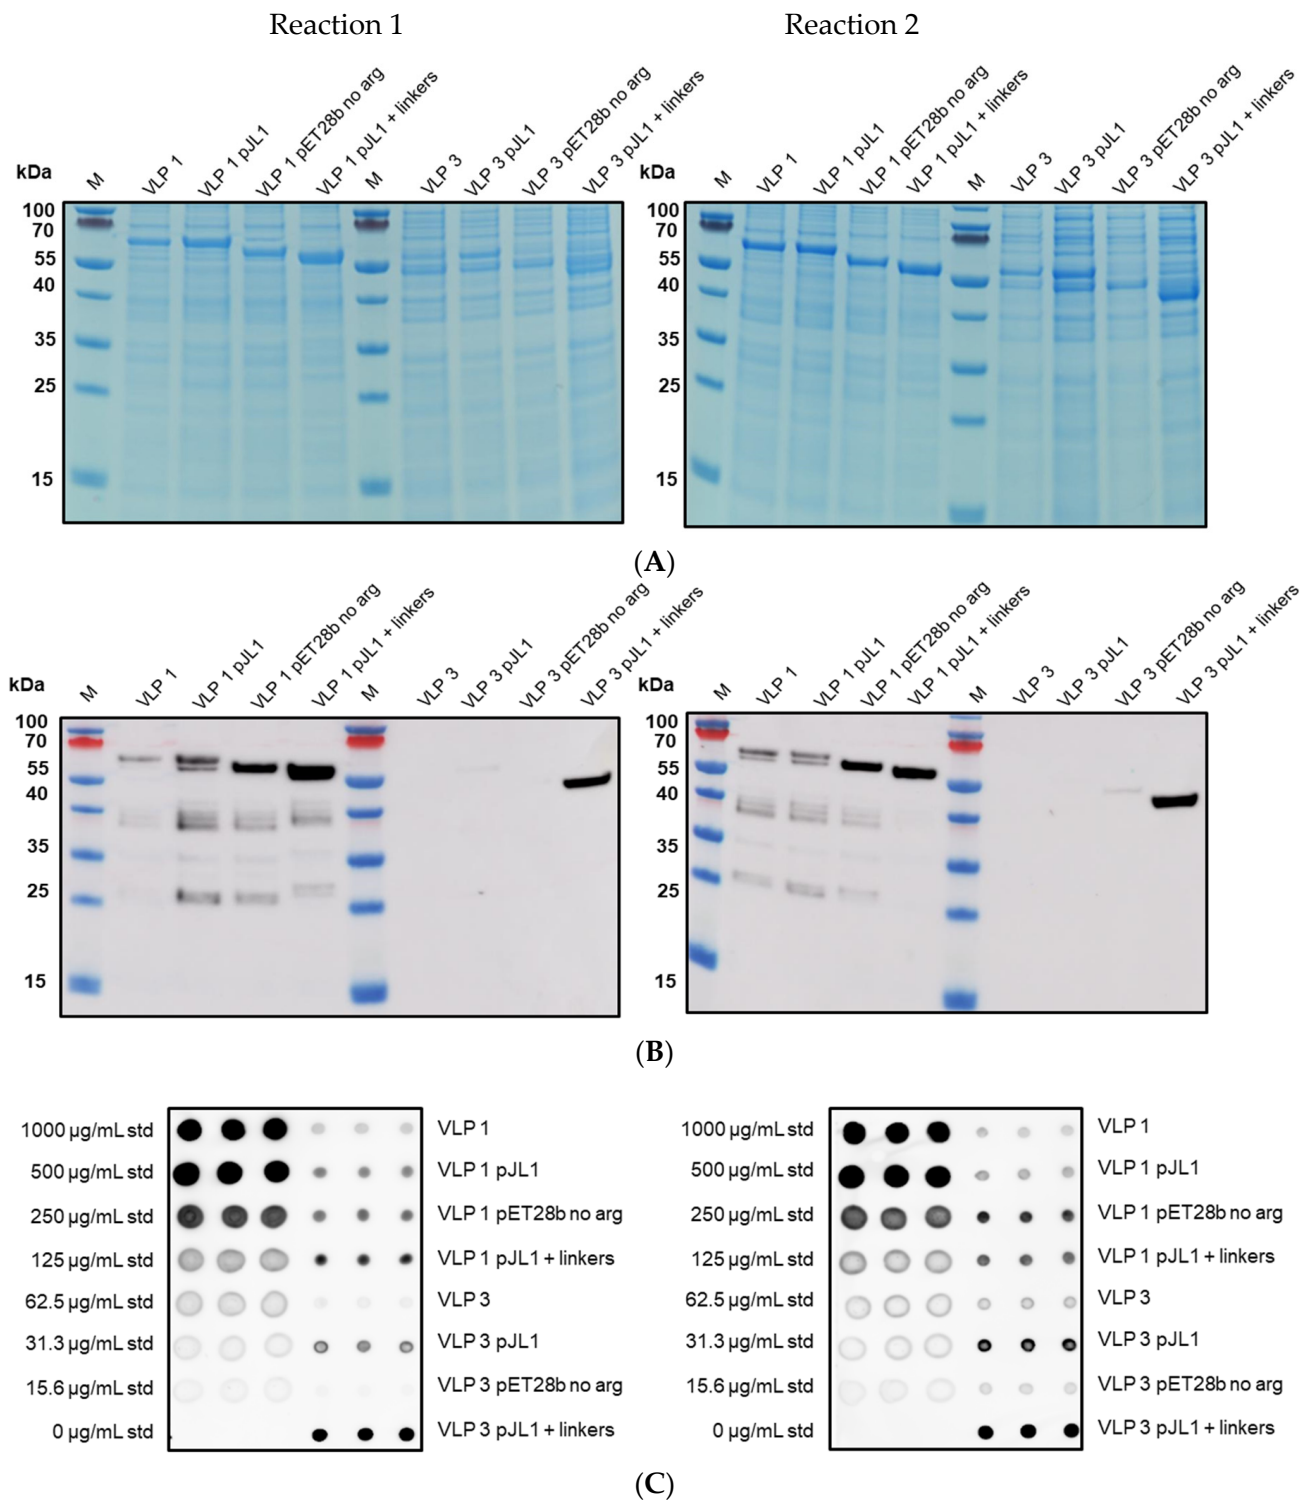 Reaction 1
Reaction 2
kDa
M
VLP 1
VLP 1 pJL1
VLP 1 pET28b no arg
VLP 1 pJL1 + linkers
M
VLP 3
VLP 3 pJL1
VLP 3 pET28b no arg
VLP 3 pJL1 + linkers
100
70
55
40
35
25
15
kDa
M
VLP 1
VLP 1 pJL1
VLP 1 pET28b no arg
VLP 1 pJL1 + linkers
M
VLP 3
VLP 3 pJL1
VLP 3 pET28b no arg
VLP 3 pJL1 + linkers
100
70
55
40
35
25
15
(A)
kDa
M
VLP 1
VLP 1 pJL1
VLP 1 pET28b no arg
VLP 1 pJL1 + linkers
M
VLP 3
VLP 3 pJL1
VLP 3 pET28b no arg
VLP 3 pJL1 + linkers
100
70
55
40
35
25
15
kDa
M
VLP 1
VLP 1 pJL1
VLP 1 pET28b no arg
VLP 1 pJL1 + linkers
M
VLP 3
VLP 3 pJL1
VLP 3 pET28b no arg
VLP 3 pJL1 + linkers
100
70
55
40
35
25
15
(B)
1000 µg/mL std
500 µg/mL std
250 µg/mL std
125 µg/mL std
62.5 µg/mL std
31.3 µg/mL std
15.6 µg/mL std
0 µg/mL std
VLP 1
VLP 1 pJL1
VLP 1 pET28b no arg
VLP 1 pJL1 + linkers
VLP 3
VLP 3 pJL1
VLP 3 pET28b no arg
VLP 3 pJL1 + linkers
1000 µg/mL std
500 µg/mL std
250 µg/mL std
125 µg/mL std
62.5 µg/mL std
31.3 µg/mL std
15.6 µg/mL std
0 µg/mL std
VLP 1
VLP 1 pJL1
VLP 1 pET28b no arg
VLP 1 pJL1 + linkers
VLP 3
VLP 3 pJL1
VLP 3 pET28b no arg
VLP 3 pJL1 + linkers
(C)